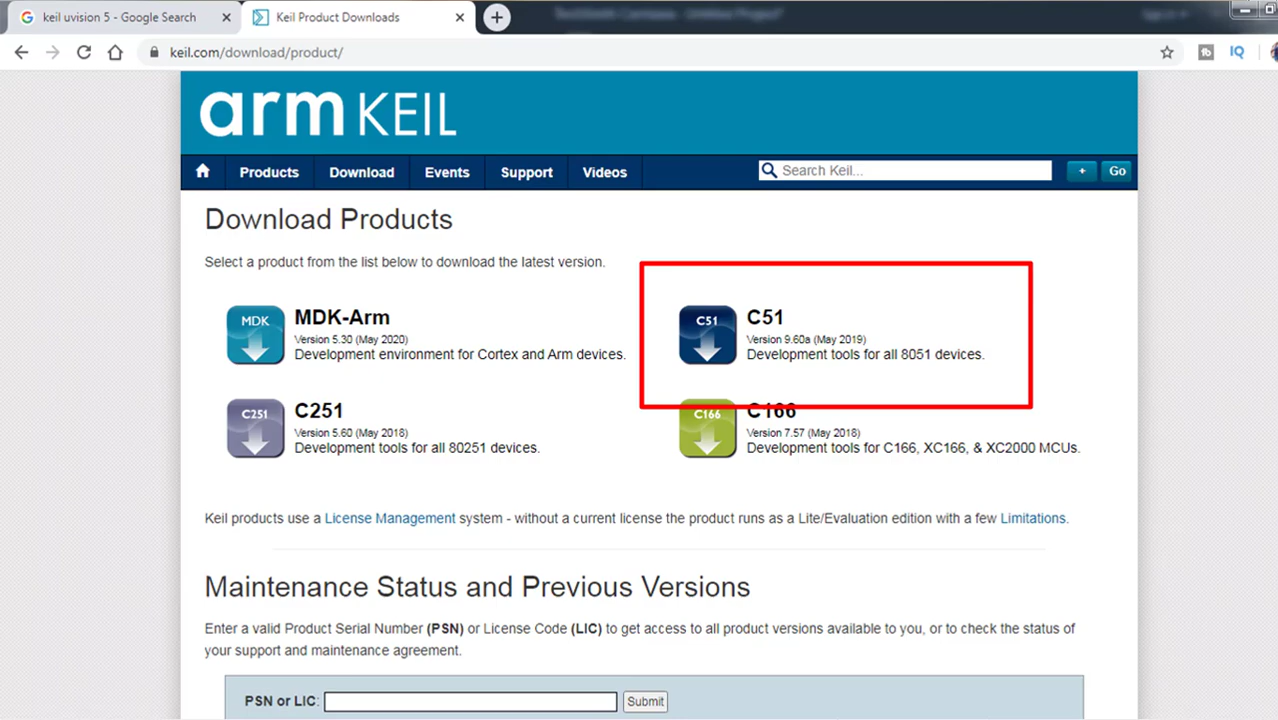 keil uvision 5 - Google Search
Keil Product Downloads
keil.com/download/product/
IQ
arm KEIL
Products Download Events Support Videos
Search Keil...
+ Go
Download Products
Select a product from the list below to download the latest version.
MDK
MDK-Arm
Version 5.30 (May 2020)
Development environment for Cortex and Arm devices.
C51
C51
Version 9.60a (May 2019)
Development tools for all 8051 devices.
C251
C251
Version 5.60 (May 2018)
Development tools for all 80251 devices.
C166
C166
Version 7.57 (May 2018)
Development tools for C166, XC166, & XC2000 MCUs.
Keil products use a License Management system - without a current license the product runs as a Lite/Evaluation edition with a few Limitations.
Maintenance Status and Previous Versions
Enter a valid Product Serial Number (PSN) or License Code (LIC) to get access to all product versions available to you, or to check the status of
your support and maintenance agreement.
PSN or LIC:
Submit